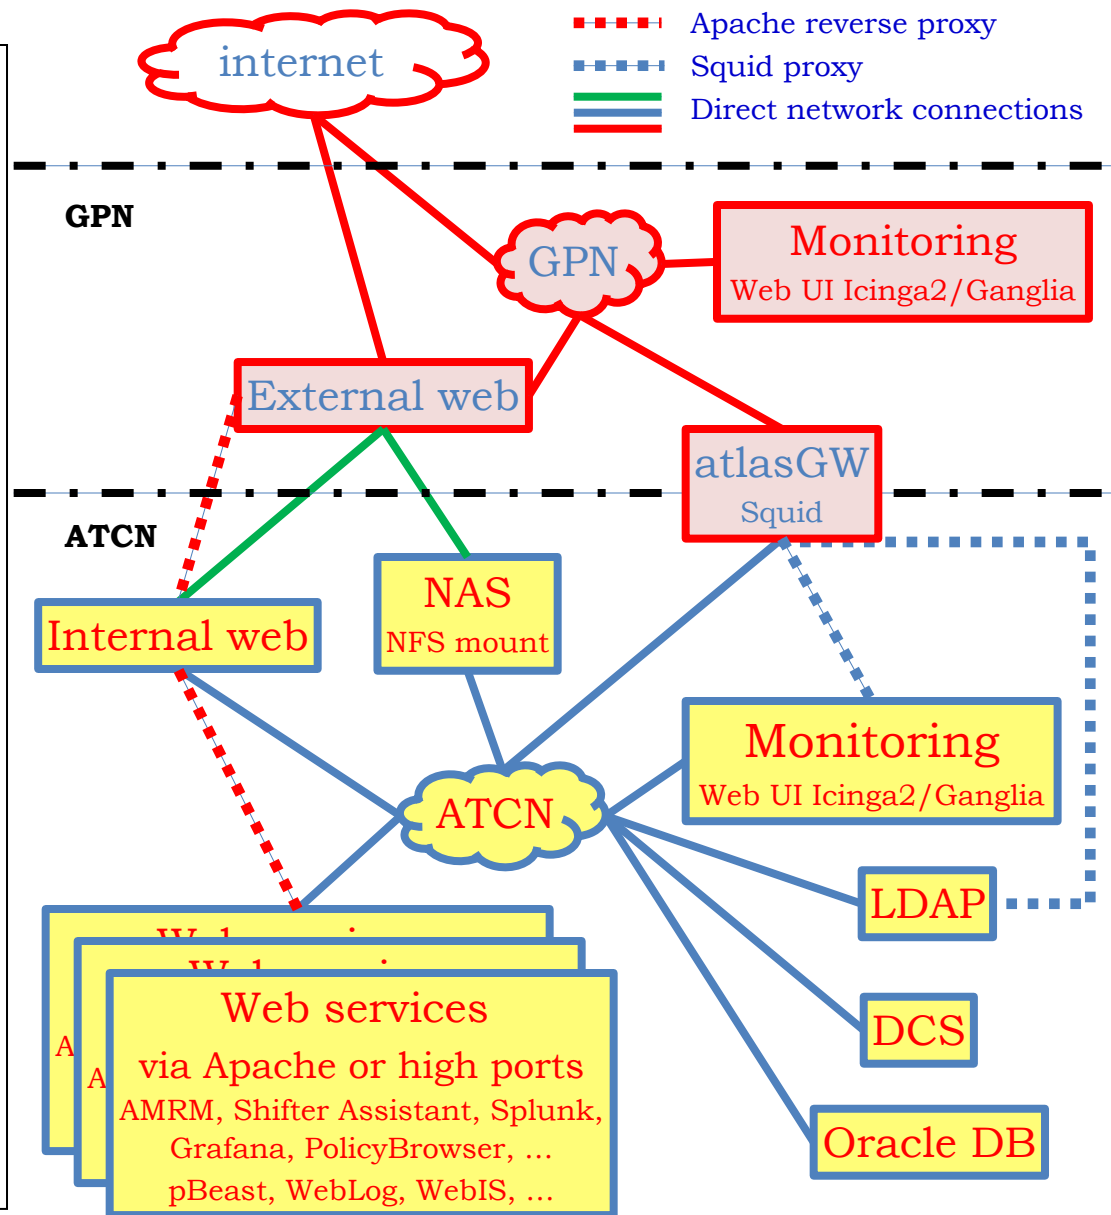 internet
Apache reverse proxy
Squid proxy
Direct network connections
GPN
GPN
Monitoring
Web UI Icinga2/Ganglia
External web
atlasGW
Squid
ATCN
NAS
NFS mount
Internal web
Monitoring
Web UI Icinga2/Ganglia
ATCN
LDAP
DCS
Oracle DB
A
A
Web services
via Apache or high ports
AMRM, Shifter Assistant, Splunk,
Grafana, PolicyBrowser, ...
pBeast, WebLog, WebIS, ...